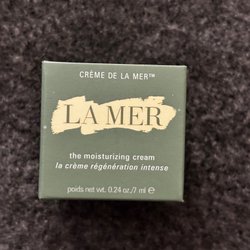 CRÈME DE LA MER™
LA MER
the moisturizing cream
la crème régénération intense
poids net wt. 0.24 oz./7 ml ℮